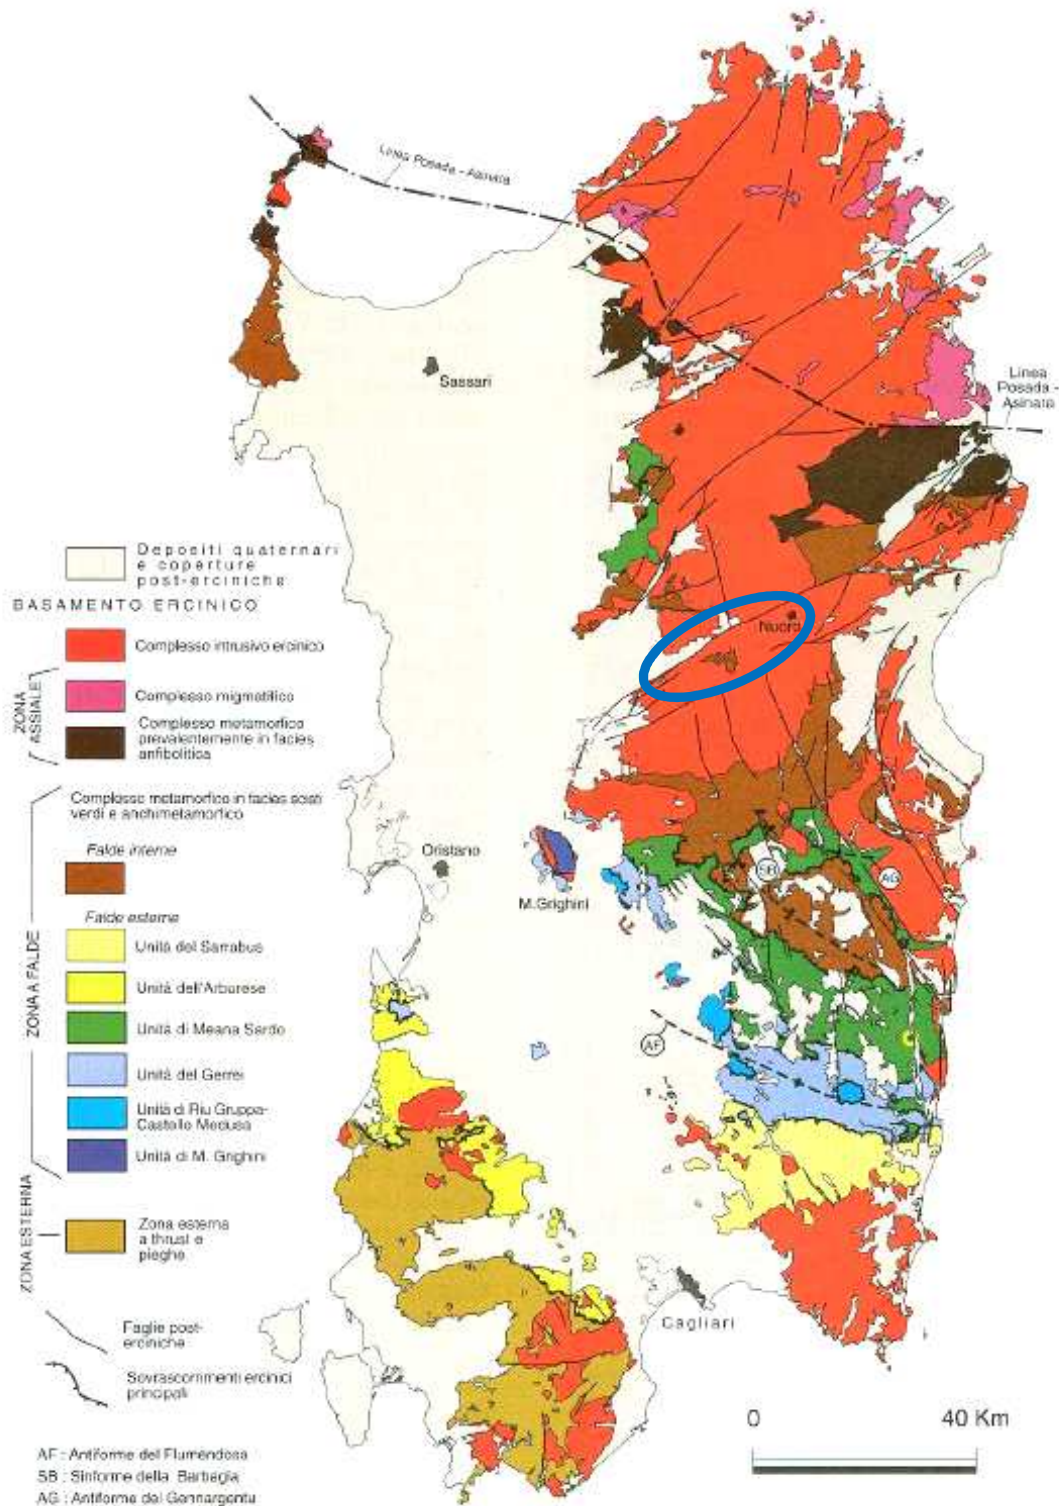 Linea Posada - Asinara
Sassari
Linea
Posada -
Asinara
Depositi quaternari
e coperture
post-erciniche
BASAMENTO ERCINICO
Complesso intrusivo ercinico
ZONA
ASSIALE
Complesso migmatitico
Complesso metamorfico
prevalentemente in facies
anfibolitica
Nuoro
ZONA A FALDE
Complesso metamorfico in facies scisti
verdi e anchimetamorfico
Falde interne
Falde esterne
Unità del Sarrabus
Unità dell'Arburese
Unità di Meana Sardo
Unità del Gerrei
Unità di Riu Gruppa-
Castello Medusa
Unità di M. Grighini
Oristano
M.Grighini
SB
AG
AF
ZONA ESTERNA
Zona esterna
a thrust e
pieghe
Faglie post-
erciniche
Sovrascorrimenti ercinici
principali
Cagliari
0 40 Km
AF : Antiforme del Flumendosa
SB : Sinforme della Barbagia
AG : Antiforme del Gennargentu